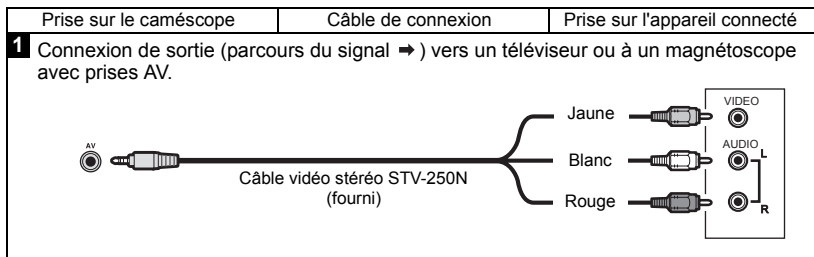 Prise sur le caméscope Câble de connexion Prise sur l'appareil connecté
1 Connexion de sortie (parcours du signal ➡ ) vers un téléviseur ou à un magnétoscope
avec prises AV.
VIDEO
Jaune
AV
AUDIO
L
Blanc
Câble vidéo stéréo STV-250N
(fourni)
Rouge
R